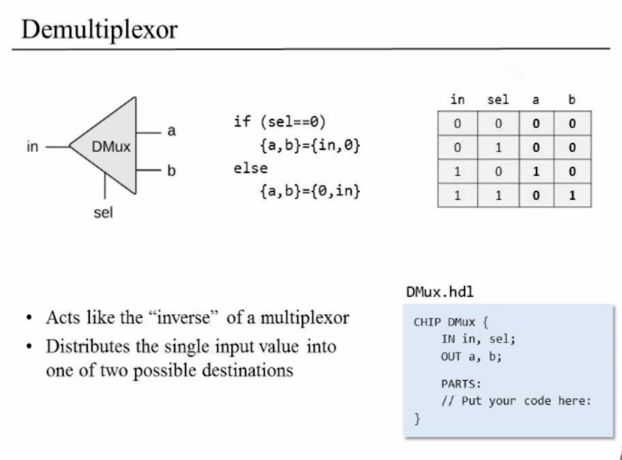 Demultiplexor
in
DMux
a
b
sel
if (sel==0)
{a,b}={in,0}
else
{a,b}={0,in}
in sel a b
0 0 0 0
0 1 0 0
1 0 1 0
1 1 0 1
• Acts like the “inverse” of a multiplexor
• Distributes the single input value into
one of two possible destinations
DMux.hdl
CHIP DMux {
IN in, sel;
OUT a, b;
PARTS:
// Put your code here:
}